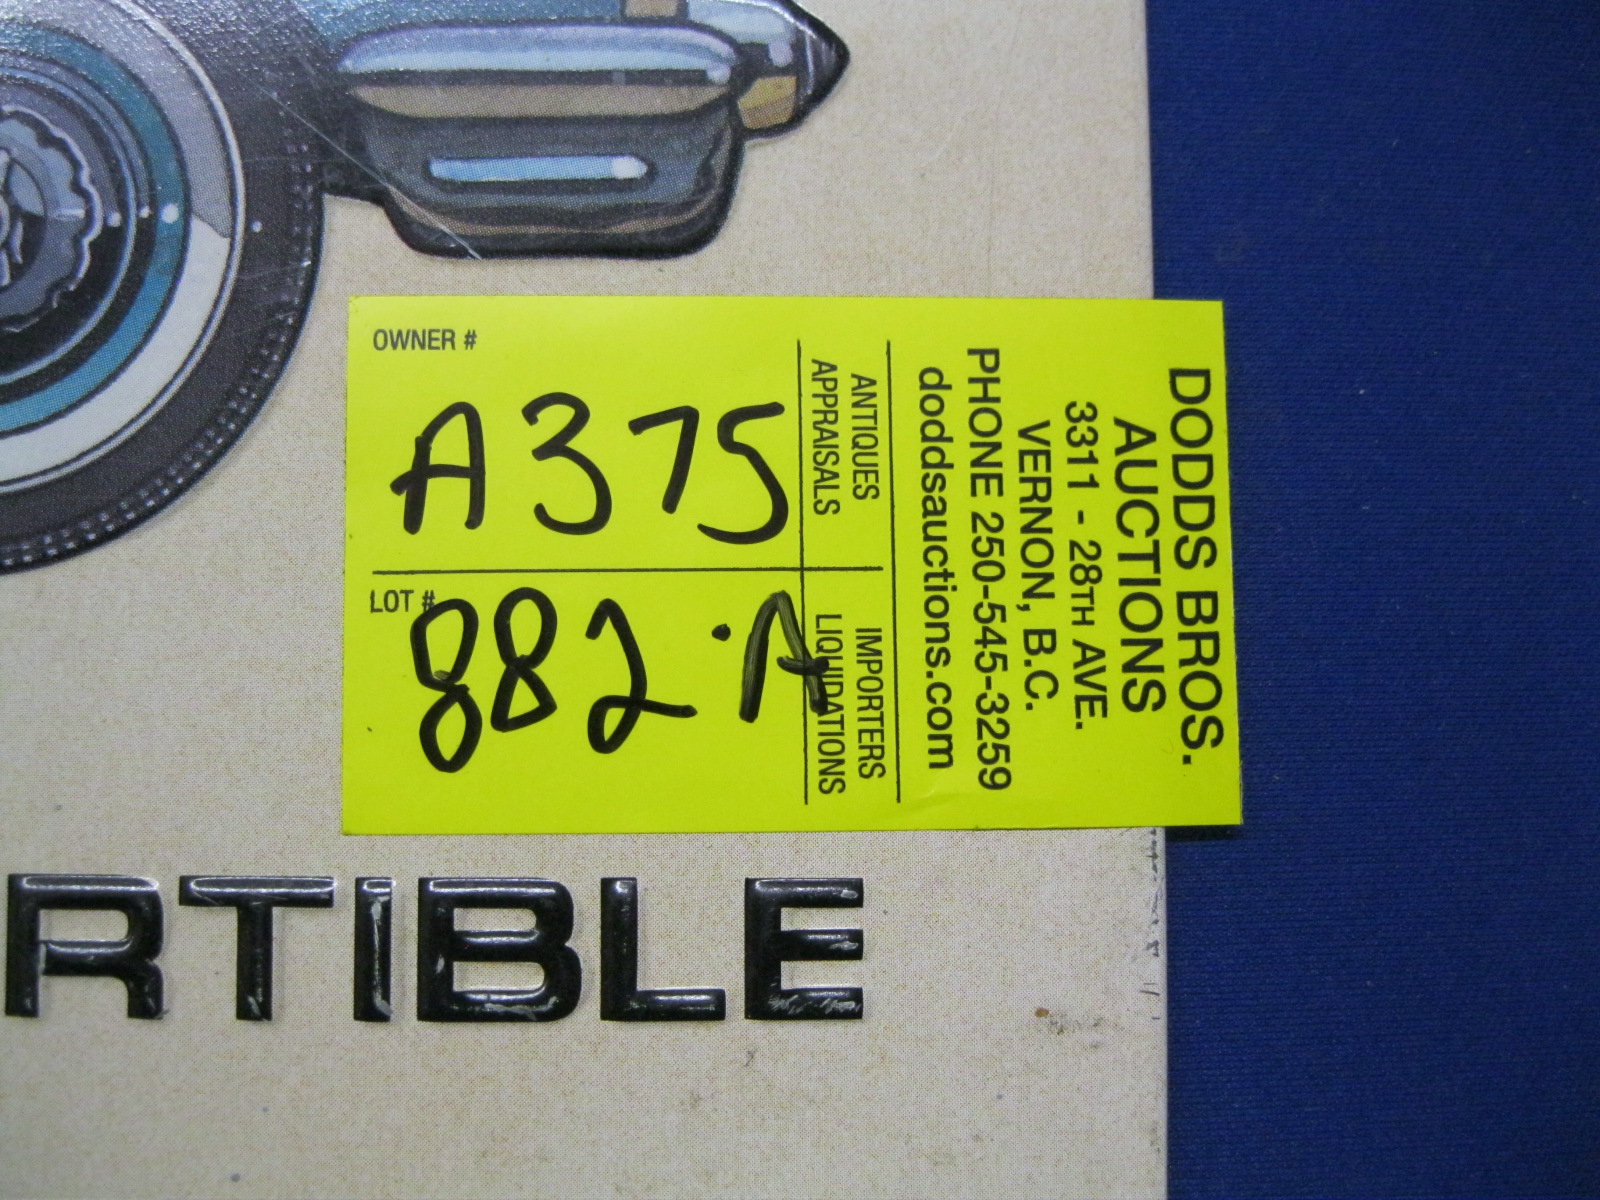 OWNER #
A375
LOT #
882·A
ANTIQUES
APPRAISALS
IMPORTERS
LIQUIDATIONS
DODDS BROS.
AUCTIONS
3311 - 28TH AVE.
VERNON, B.C.
PHONE 250-545-3259
doddsauctions.com
RTIBLE